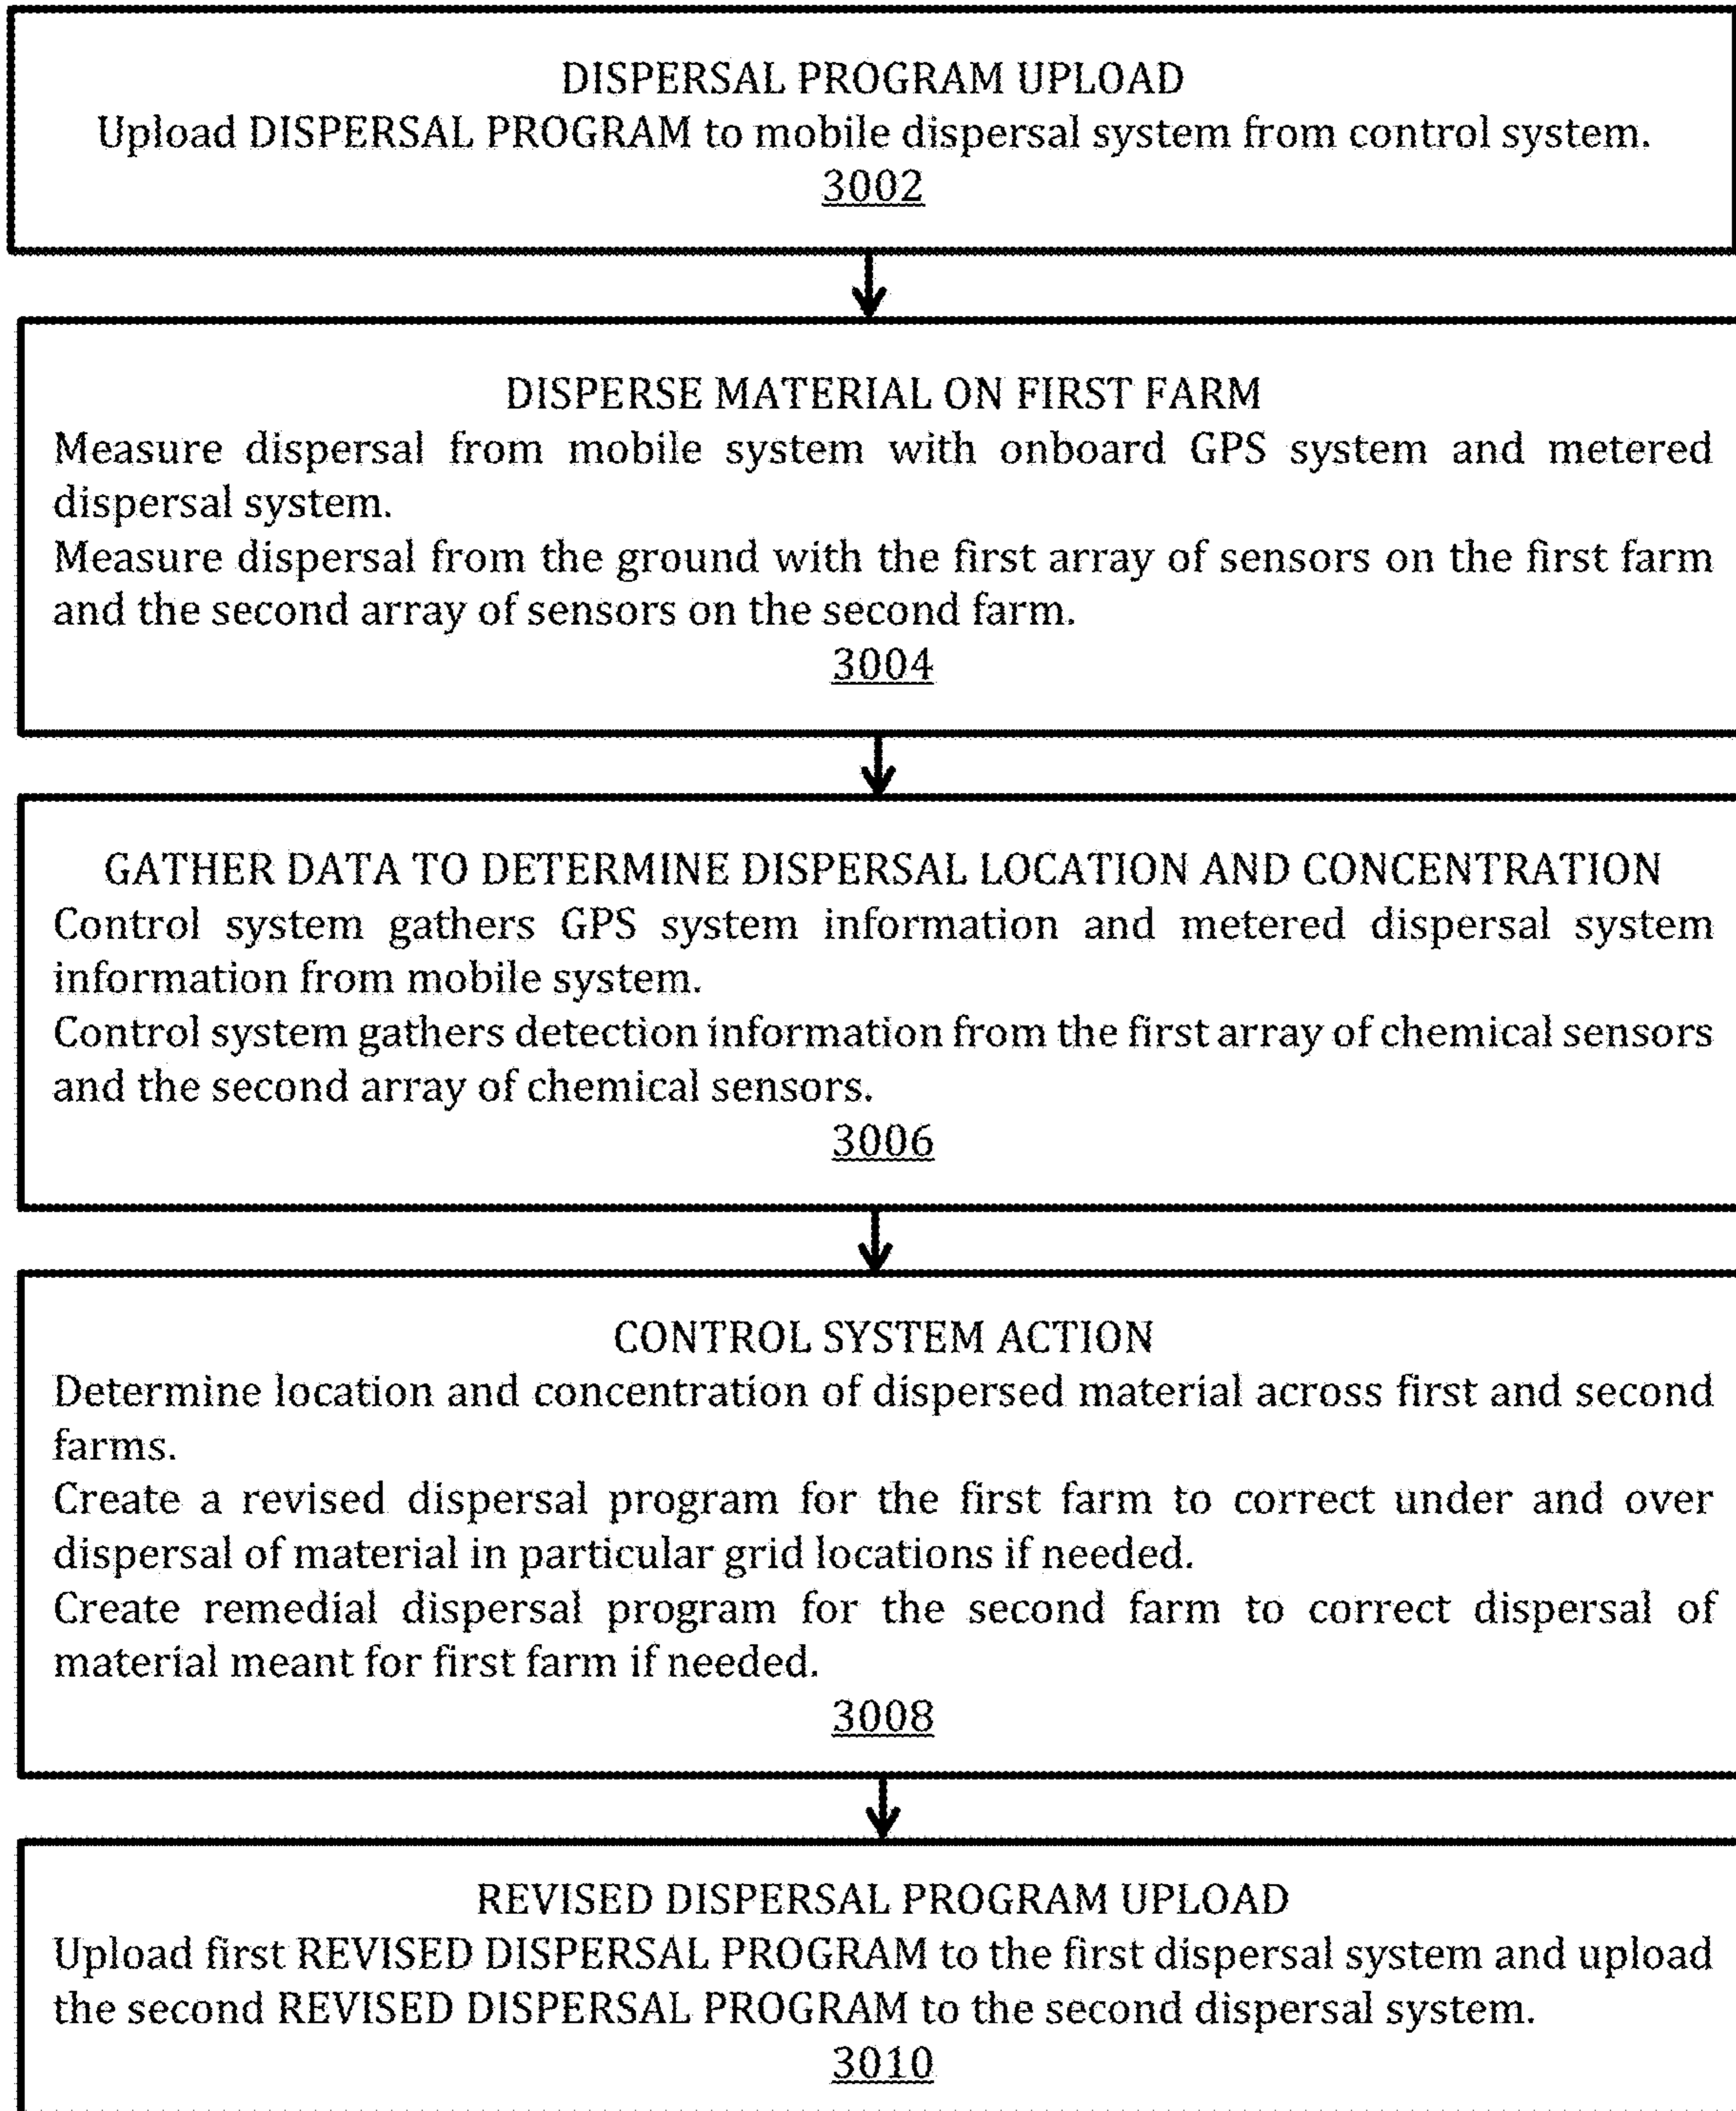 DISPERSAL PROGRAM UPLOAD
Upload DISPERSAL PROGRAM to mobile dispersal system from control system.
3002
DISPERSE MATERIAL ON FIRST FARM
Measure dispersal from mobile system with onboard GPS system and metered
dispersal system.
Measure dispersal from the ground with the first array of sensors on the first farm
and the second array of sensors on the second farm.
3004
GATHER DATA TO DETERMINE DISPERSAL LOCATION AND CONCENTRATION
Control system gathers GPS system information and metered dispersal system
information from mobile system.
Control system gathers detection information from the first array of chemical sensors
and the second array of chemical sensors.
3006
CONTROL SYSTEM ACTION
Determine location and concentration of dispersed material across first and second
farms.
Create a revised dispersal program for the first farm to correct under and over
dispersal of material in particular grid locations if needed.
Create remedial dispersal program for the second farm to correct dispersal of
material meant for first farm if needed.
3008
REVISED DISPERSAL PROGRAM UPLOAD
Upload first REVISED DISPERSAL PROGRAM to the first dispersal system and upload
the second REVISED DISPERSAL PROGRAM to the second dispersal system.
3010